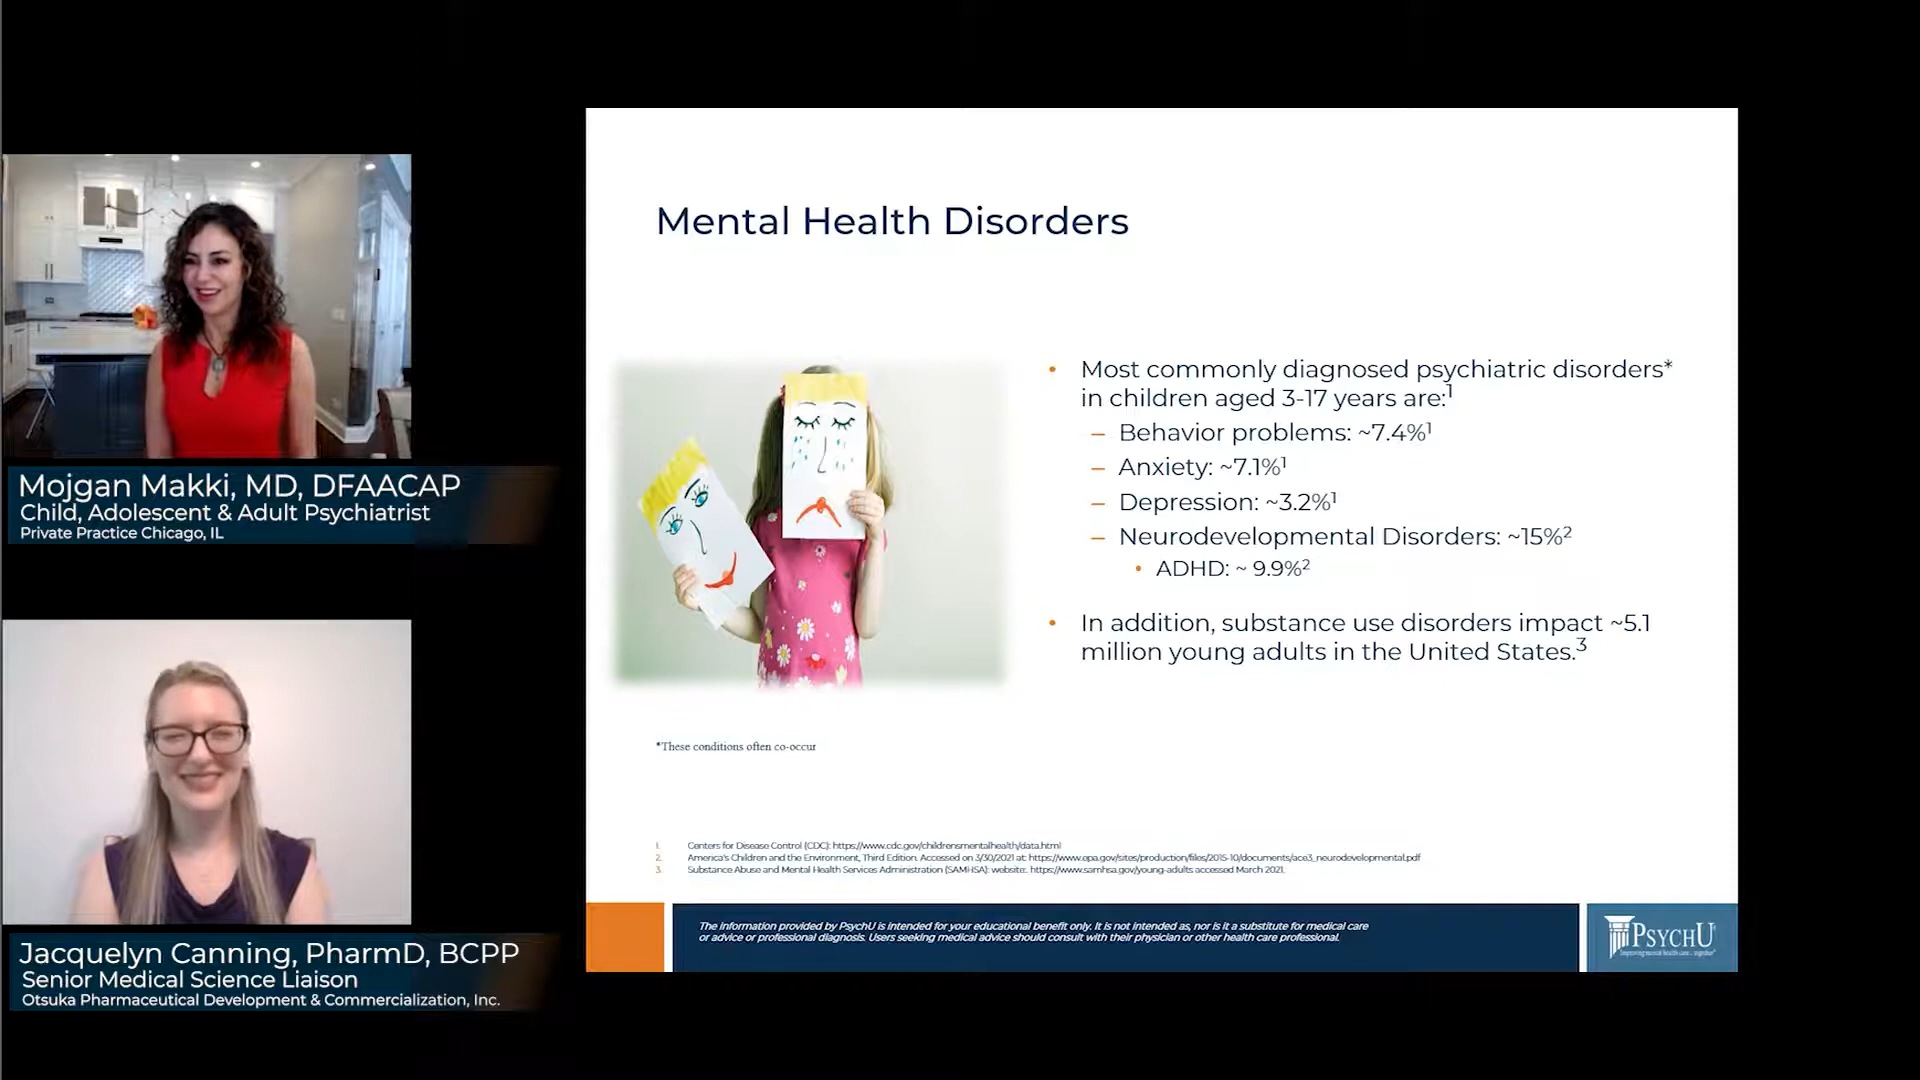 Mojgan Makki, MD, DFAACAP
Child, Adolescent & Adult Psychiatrist
Private Practice Chicago, IL
Jacquelyn Canning, PharmD, BCPP
Senior Medical Science Liaison
Otsuka Pharmaceutical Development & Commercialization, Inc.
Mental Health Disorders
• Most commonly diagnosed psychiatric disorders*
in children aged 3-17 years are:1
– Behavior problems: ~7.4%1
– Anxiety: ~7.1%1
– Depression: ~3.2%1
– Neurodevelopmental Disorders: ~15%2
• ADHD: ~ 9.9%2
• In addition, substance use disorders impact ~5.1
million young adults in the United States.3
*These conditions often co-occur
1. Centers for Disease Control (CDC): https://www.cdc.gov/childrensmentalhealth/data.html
2. America's Children and the Environment, Third Edition. Accessed on 3/30/2021 at: https://www.epa.gov/sites/production/files/2015-10/documents/ace3_neurodevelopmental.pdf
3. Substance Abuse and Mental Health Services Administration (SAMHSA): website:. https://www.samhsa.gov/young-adults accessed March 2021.
The information provided by PsychU is intended for your educational benefit only. It is not intended as, nor is it a substitute for medical care
or advice or professional diagnosis. Users seeking medical advice should consult with their physician or other health care professional.
PSYCHU
Improving mental health care... together®